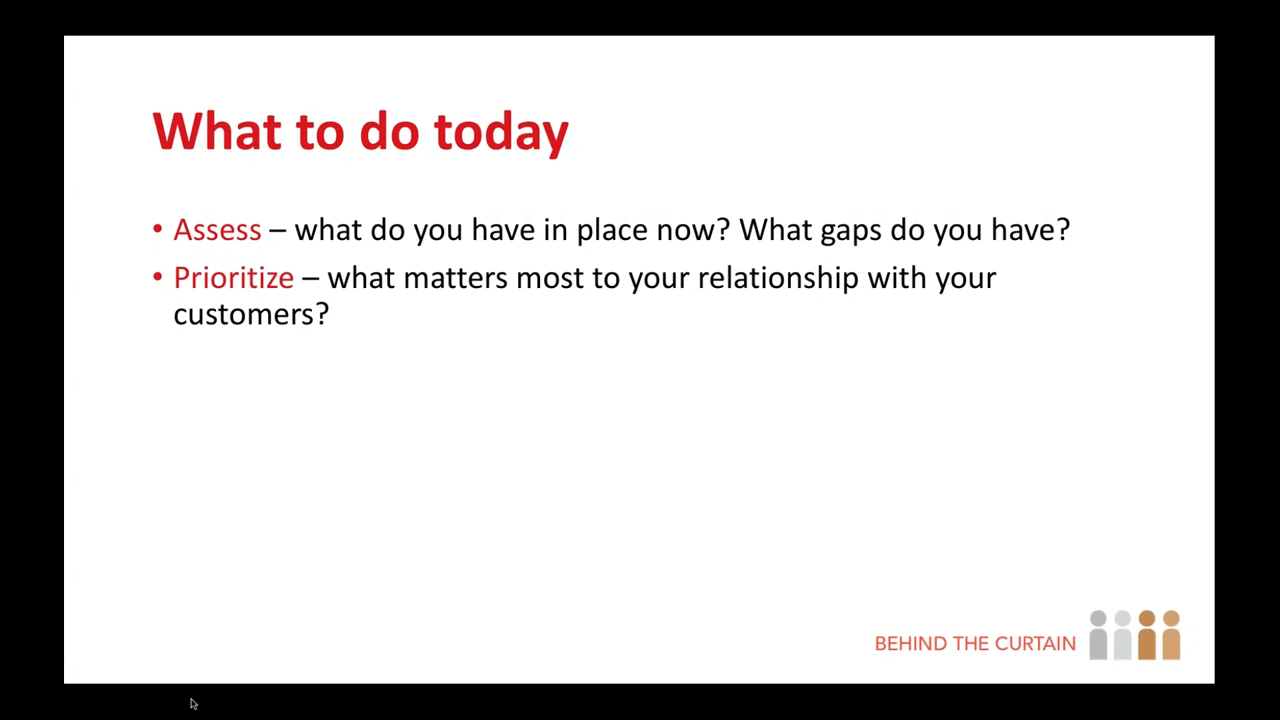 What to do today
• Assess – what do you have in place now? What gaps do you have?
• Prioritize – what matters most to your relationship with your
customers?
BEHIND THE CURTAIN